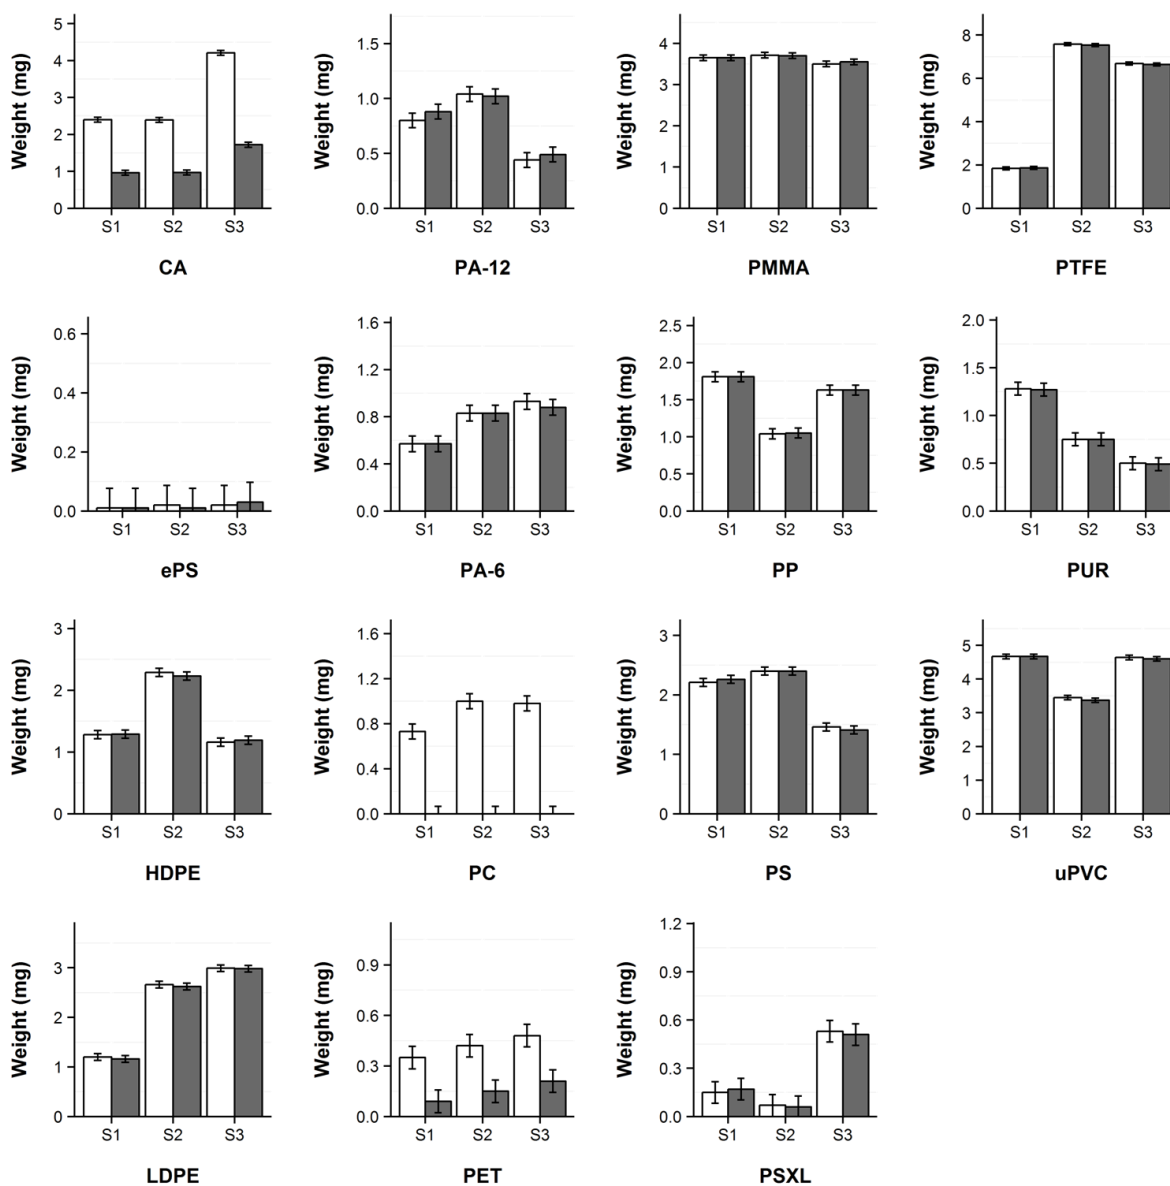 Weight (mg)
5
4
3
2
1
0
S1 S2 S3
CA
Weight (mg)
1.5
1.0
0.5
0.0
S1 S2 S3
PA-12
Weight (mg)
4
3
2
1
0
S1 S2 S3
PMMA
Weight (mg)
8
6
4
2
0
S1 S2 S3
PTFE
Weight (mg)
0.6
0.4
0.2
0.0
S1 S2 S3
ePS
Weight (mg)
1.6
1.2
0.8
0.4
0.0
S1 S2 S3
PA-6
Weight (mg)
2.5
2.0
1.5
1.0
0.5
0.0
S1 S2 S3
PP
Weight (mg)
2.0
1.5
1.0
0.5
0.0
S1 S2 S3
PUR
Weight (mg)
3
2
1
0
S1 S2 S3
HDPE
Weight (mg)
1.6
1.2
0.8
0.4
0.0
S1 S2 S3
PC
Weight (mg)
3
2
1
0
S1 S2 S3
PS
Weight (mg)
5
4
3
2
1
0
S1 S2 S3
uPVC
Weight (mg)
3
2
1
0
S1 S2 S3
LDPE
Weight (mg)
0.9
0.6
0.3
0.0
S1 S2 S3
PET
Weight (mg)
1.2
0.9
0.6
0.3
0.0
S1 S2 S3
PSXL